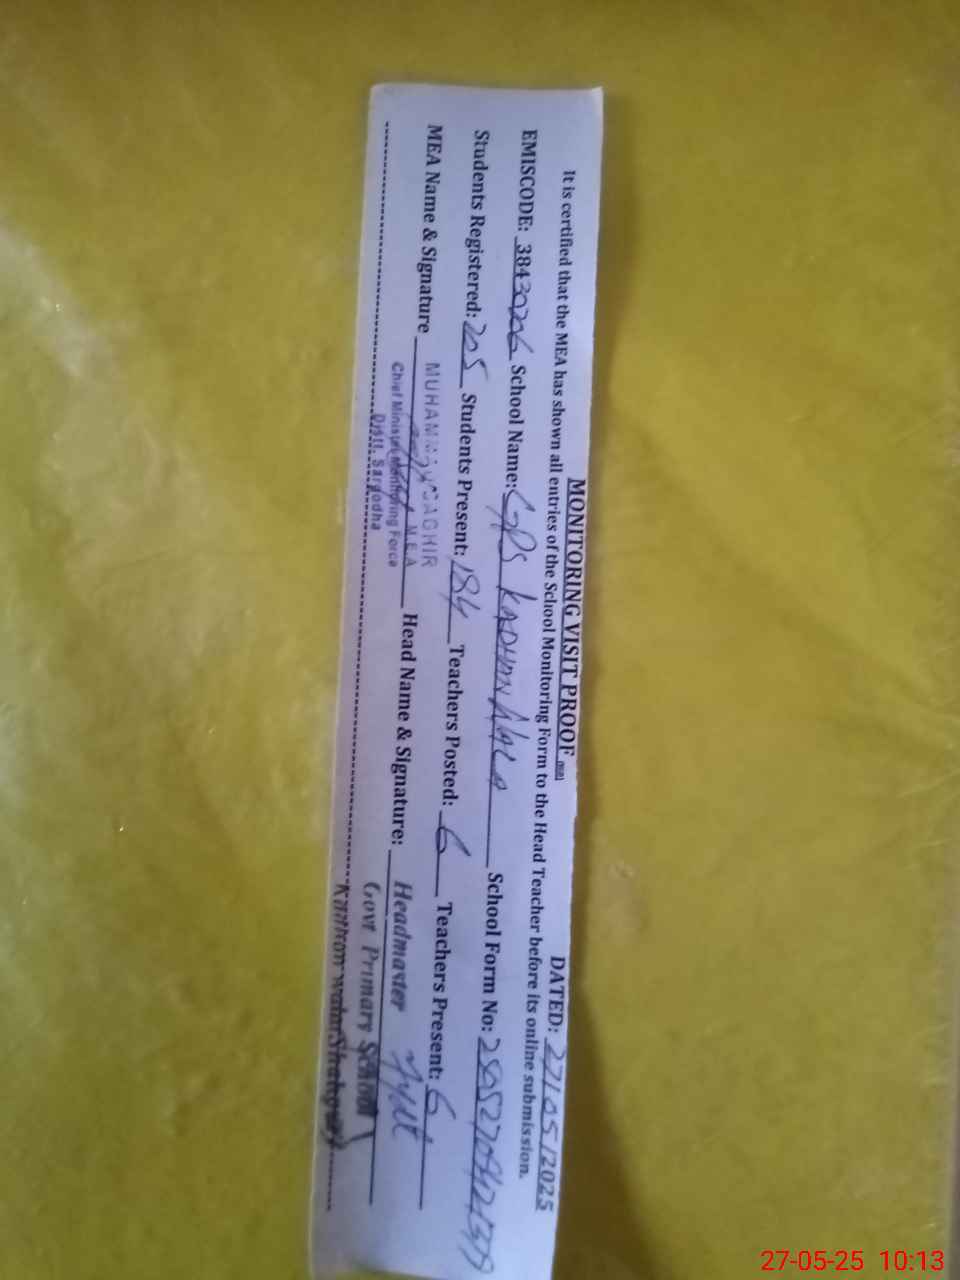 MONITORING VISIT PROOF
DATED: 27/05/2025
It is certified that the MEA has shown all entries of the School Monitoring Form to the Head Teacher before its online submission.
EMISCODE: 38430206 School Name: GPS KADHAN WALA School Form No:
Students Registered: 205 Students Present: 184 Teachers Posted: 6 Teachers Present: 6
MEA Name & Signature Head Name & Signature: Headmaster
MUHAMMAD SAGHIR
M.E.A
Chief Minister Monitoring Force
Distt. Sargodha
Govt Primary School
27-05-25 10:13